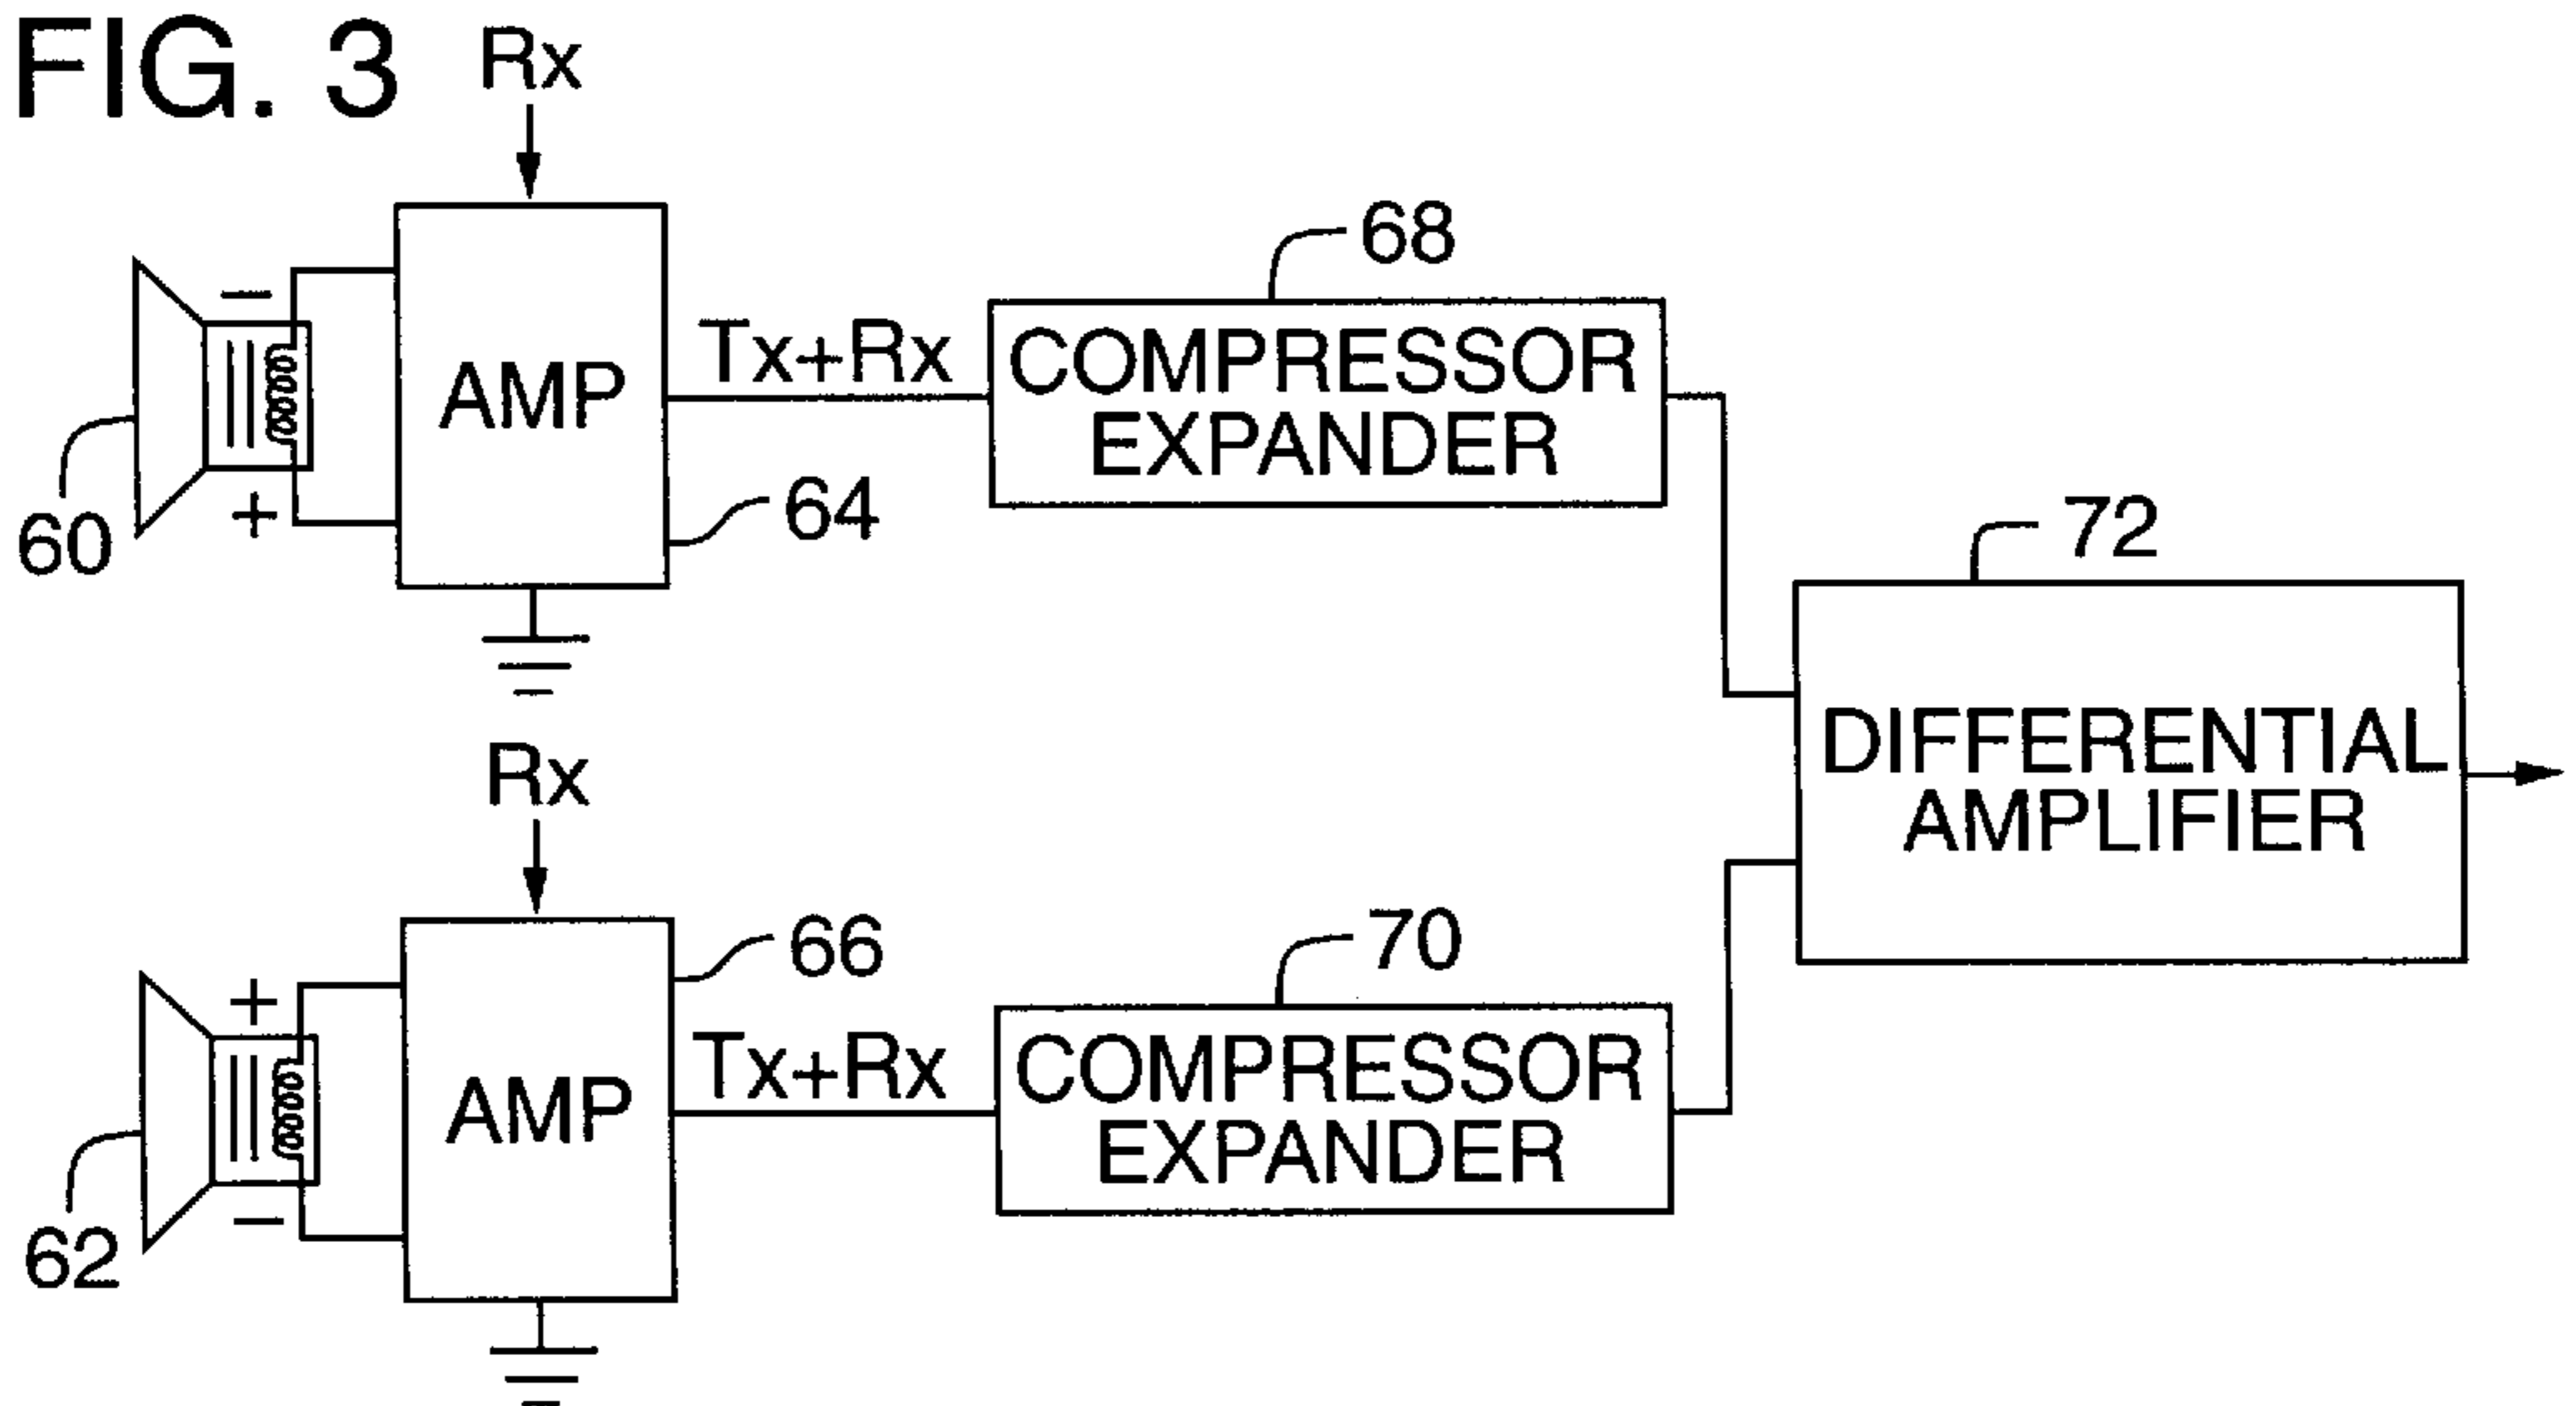 FIG. 3
Rx
68
Tx+Rx
COMPRESSOR
EXPANDER
AMP
−
+
60
64
72
DIFFERENTIAL
AMPLIFIER
Rx
66
70
Tx+Rx
COMPRESSOR
EXPANDER
AMP
+
−
62